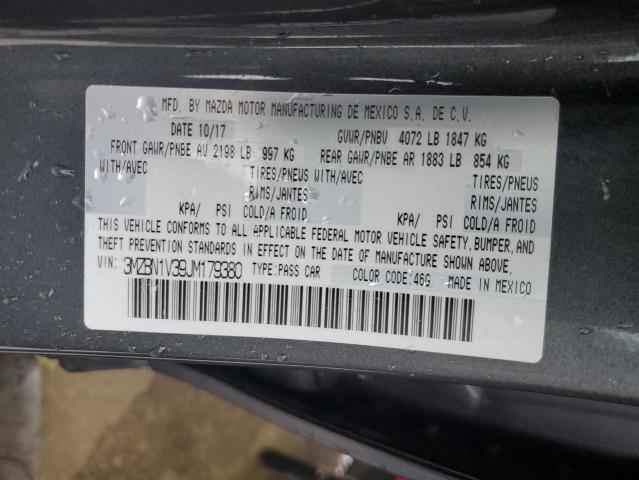 MFD. BY MAZDA MOTOR MANUFACTURING DE MEXICO S.A. DE C.V.
DATE 10/17 GVWR/PNBV 4072 LB 1847 KG
FRONT GAWR/PNBE AV 2198 LB 997 KG REAR GAWR/PNBE AR 1883 LB 854 KG
WITH/AVEC TIRES/PNEUS WITH/AVEC TIRES/PNEUS
RIMS/JANTES RIMS/JANTES
KPA/ PSI COLD/A FROID KPA/ PSI COLD/A FROID
THIS VEHICLE CONFORMS TO ALL APPLICABLE FEDERAL MOTOR VEHICLE SAFETY, BUMPER, AND
THEFT PREVENTION STANDARDS IN EFFECT ON THE DATE OF MANUFACTURE SHOWN ABOVE.
VIN: 3MZBN1V39JM179380 TYPE:PASS CAR COLOR CODE:46G MADE IN MEXICO